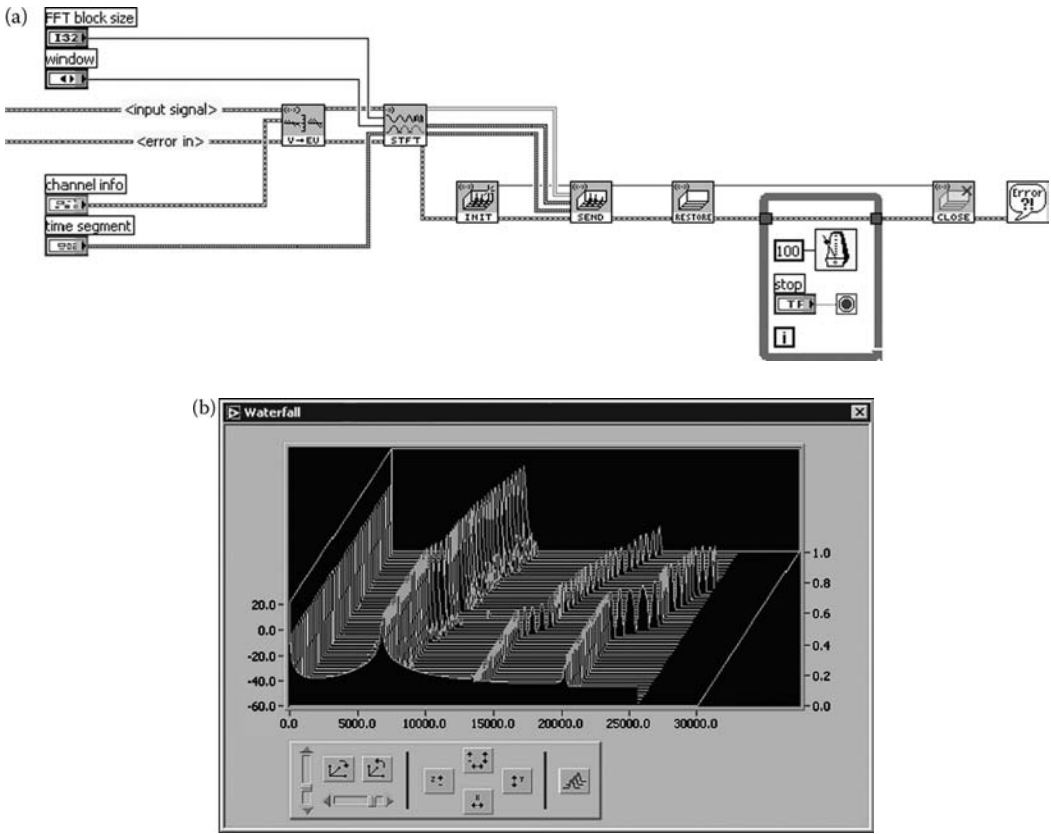 (a)
FFT block size
I32
window
<input signal>
<error in>
V→EU
STFT
channel info
time segment
INIT
SEND
RESTORE
CLOSE
Error
?!
100
stop
TF
i
(b)
Waterfall
20.0
0.0
-20.0
-40.0
-60.0
1.0
0.8
0.6
0.4
0.2
0.0
0.0 5000.0 10000.0 15000.0 20000.0 25000.0 30000.0
Z
Y
X